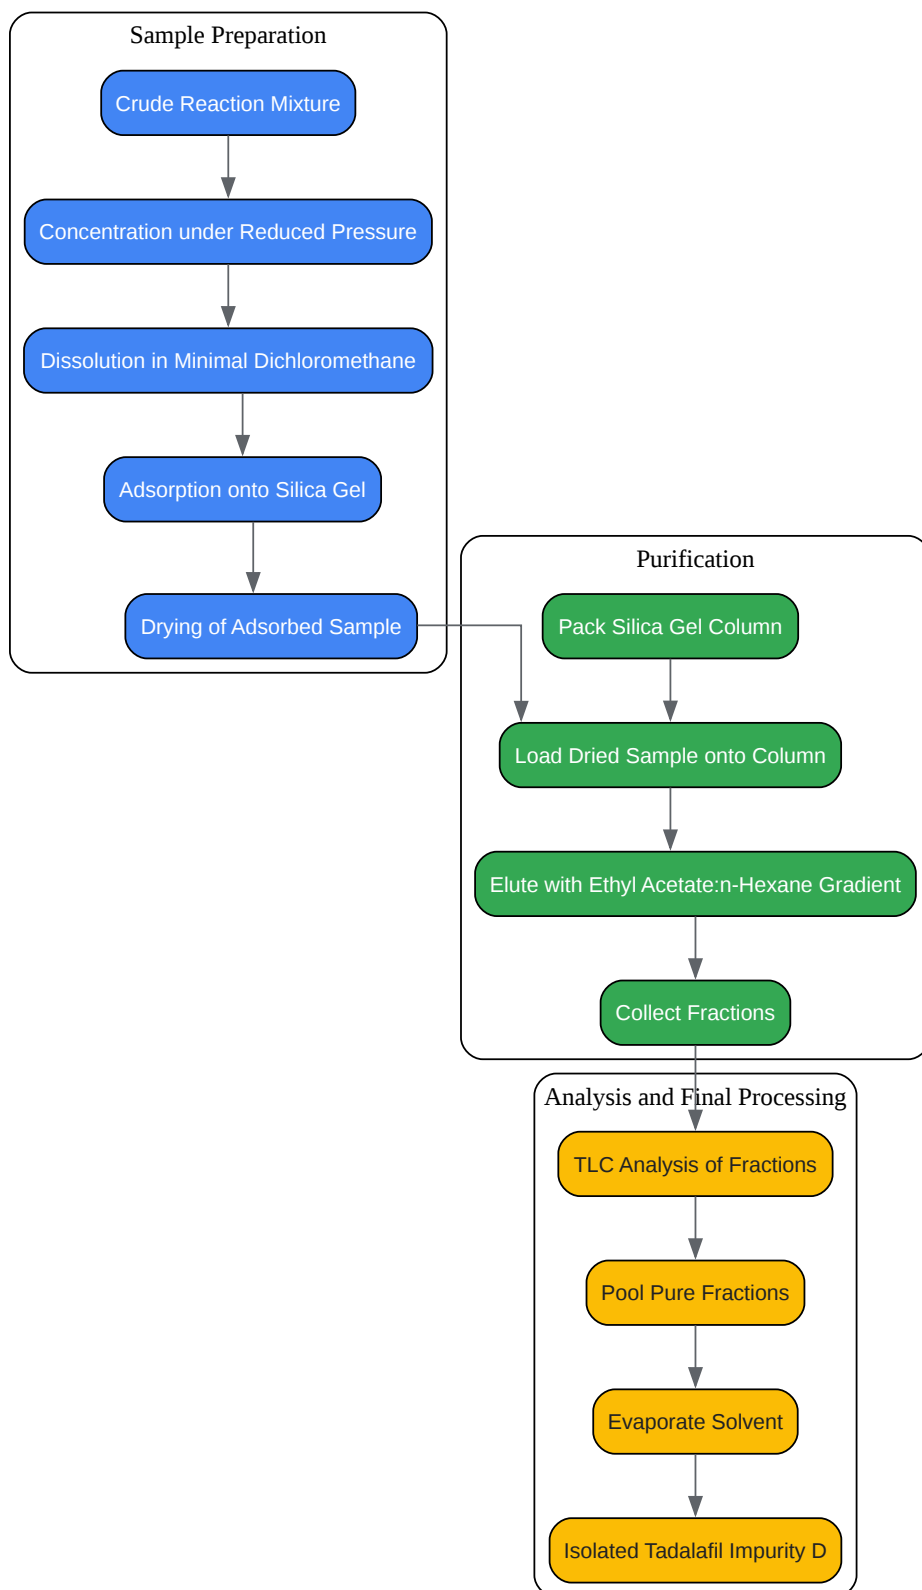 Sample Preparation
Crude Reaction Mixture
Concentration under Reduced Pressure
Dissolution in Minimal Dichloromethane
Adsorption onto Silica Gel
Drying of Adsorbed Sample
Purification
Pack Silica Gel Column
Load Dried Sample onto Column
Elute with Ethyl Acetate:n-Hexane Gradient
Collect Fractions
Analysis and Final Processing
TLC Analysis of Fractions
Pool Pure Fractions
Evaporate Solvent
Isolated Tadalafil Impurity D